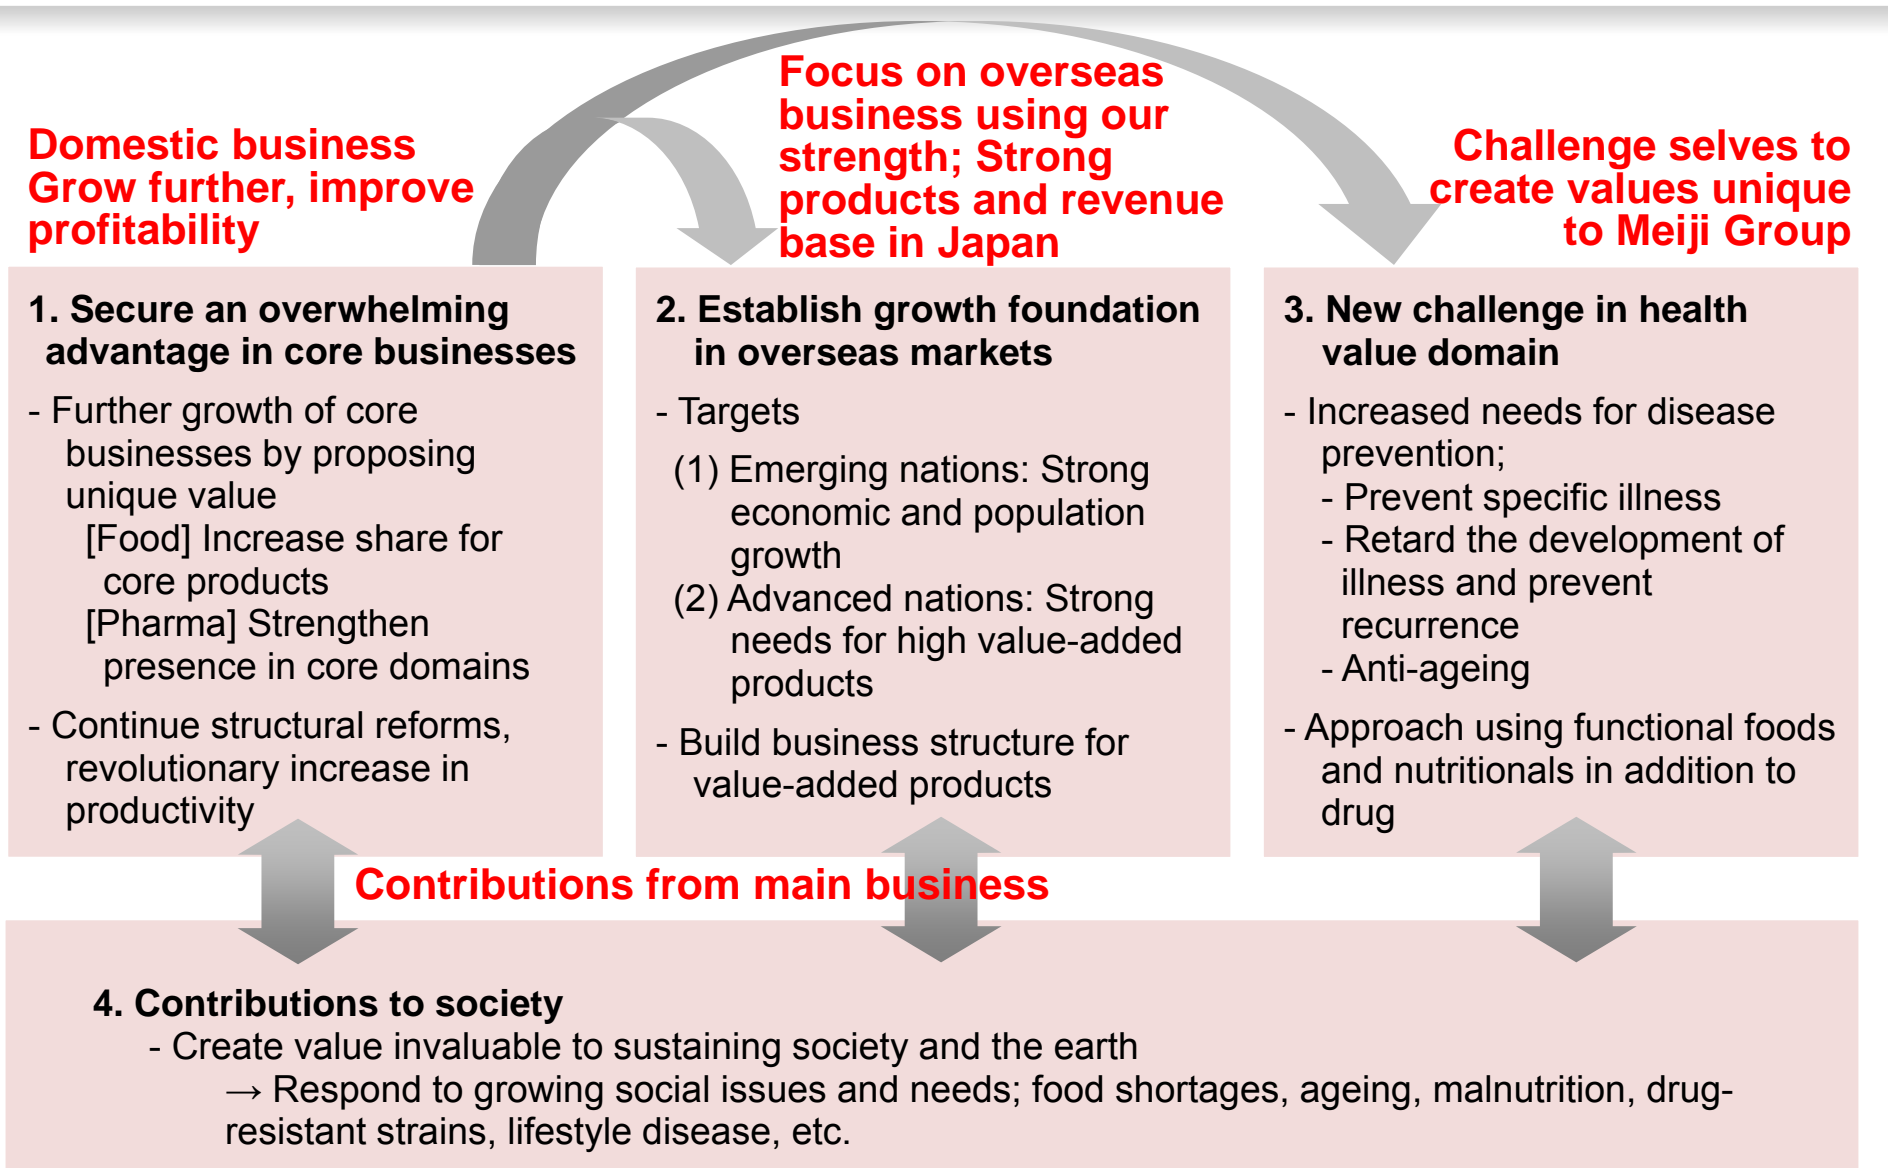 Domestic business
Grow further, improve
profitability
Focus on overseas
business using our
strength; Strong
products and revenue
base in Japan
Challenge selves to
create values unique
to Meiji Group
1. Secure an overwhelming
advantage in core businesses
- Further growth of core
businesses by proposing
unique value
[Food] Increase share for
core products
[Pharma] Strengthen
presence in core domains
- Continue structural reforms,
revolutionary increase in
productivity
2. Establish growth foundation
in overseas markets
- Targets
(1) Emerging nations: Strong
economic and population
growth
(2) Advanced nations: Strong
needs for high value-added
products
- Build business structure for
value-added products
3. New challenge in health
value domain
- Increased needs for disease
prevention;
- Prevent specific illness
- Retard the development of
illness and prevent
recurrence
- Anti-ageing
- Approach using functional foods
and nutritionals in addition to
drug
Contributions from main business
4. Contributions to society
- Create value invaluable to sustaining society and the earth
→ Respond to growing social issues and needs; food shortages, ageing, malnutrition, drug-
resistant strains, lifestyle disease, etc.